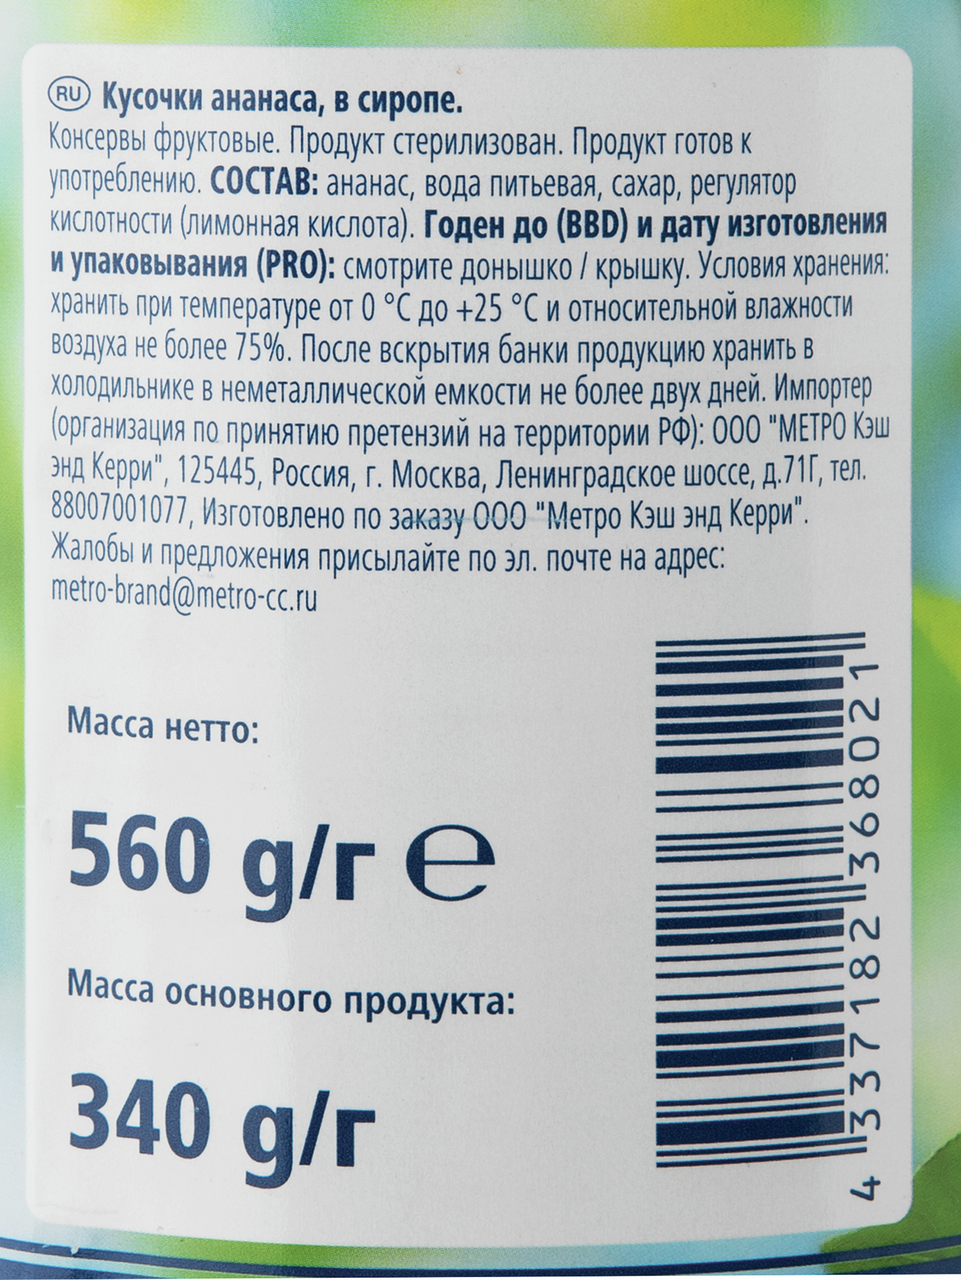 RU Кусочки ананаса, в сиропе.
Консервы фруктовые. Продукт стерилизован. Продукт готов к
употреблению. СОСТАВ: ананас, вода питьевая, сахар, регулятор
кислотности (лимонная кислота). Годен до (BBD) и дату изготовления
и упаковывания (PRO): смотрите донышко / крышку. Условия хранения:
хранить при температуре от 0 °C до +25 °C и относительной влажности
воздуха не более 75%. После вскрытия банки продукцию хранить в
холодильнике в неметаллической емкости не более двух дней. Импортер
(организация по принятию претензий на территории РФ): ООО "МЕТРО Кэш
энд Керри", 125445, Россия, г. Москва, Ленинградское шоссе, д.71Г, тел.
88007001077, Изготовлено по заказу ООО "Метро Кэш энд Керри".
Жалобы и предложения присылайте по эл. почте на адрес:
metro-brand@metro-cc.ru
Масса нетто:
560 g/г ℮
Масса основного продукта:
340 g/г
4 337182 368021